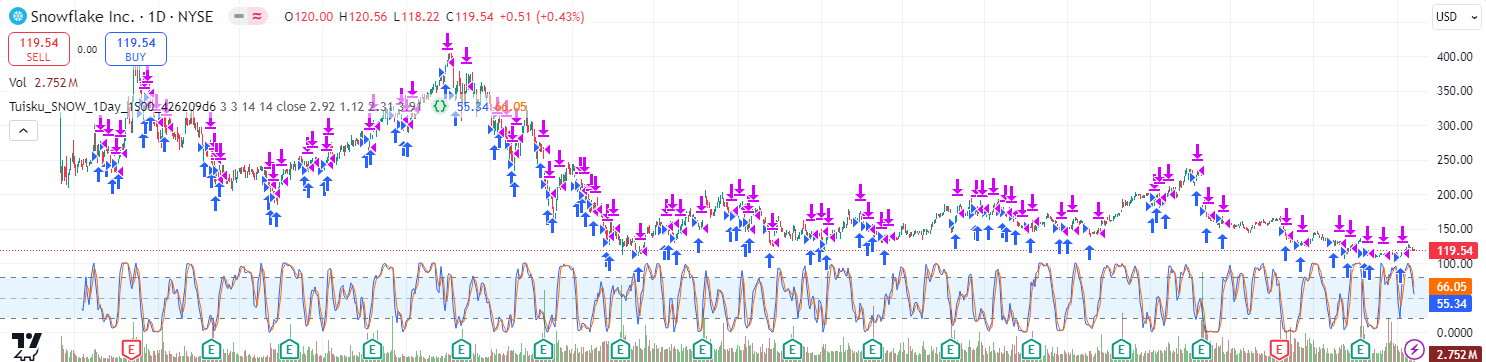 Snowflake Inc. · 1D · NYSE O120.00 H120.56 L118.22 C119.54 +0.51 (+0.43%)
USD
119.54 SELL
0.00
119.54 BUY
Vol 2.752 M
Tuisku_SNOW_1Day_1500_426209d6 3 3 14 14 close 2.92 1.12 2.31 3.91 55.34 66.05
400.00
350.00
300.00
250.00
200.00
150.00
119.54
100.00
66.05
55.34
0.0000
2.752 M
E E E E E E E E E E E E E E E E